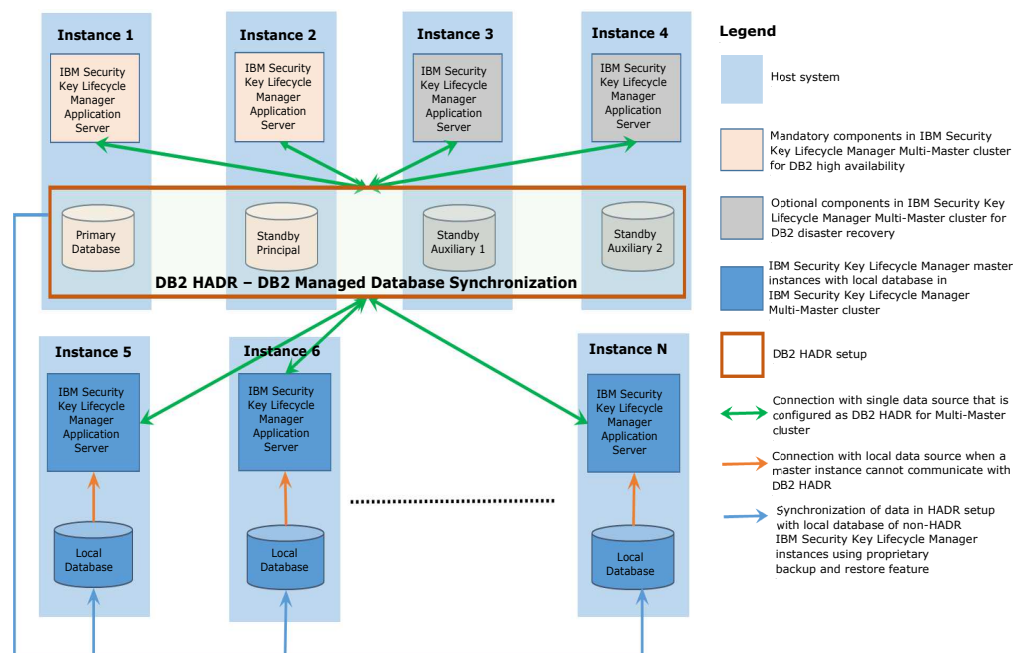 Instance 1
Instance 2
Instance 3
Instance 4
IBM Security
Key Lifecycle
Manager
Application
Server
IBM Security
Key Lifecycle
Manager
Application
Server
IBM Security
Key Lifecycle
Manager
Application
Server
IBM Security
Key Lifecycle
Manager
Application
Server
Primary
Database
Standby
Principal
Standby
Auxiliary 1
Standby
Auxiliary 2
DB2 HADR – DB2 Managed Database Synchronization
Instance 5
Instance 6
Instance N
IBM Security
Key Lifecycle
Manager
Application
Server
IBM Security
Key Lifecycle
Manager
Application
Server
IBM Security
Key Lifecycle
Manager
Application
Server
Local
Database
Local
Database
Local
Database
Legend
Host system
Mandatory components in IBM Security
Key Lifecycle Manager Multi-Master cluster
for DB2 high availability
Optional components in IBM Security Key
Lifecycle Manager Multi-Master cluster for
DB2 disaster recovery
IBM Security Key Lifecycle Manager master
instances with local database in
IBM Security Key Lifecycle Manager
Multi-Master cluster
DB2 HADR setup
Connection with single data source that is
configured as DB2 HADR for Multi-Master
cluster
Connection with local data source when a
master instance cannot communicate with
DB2 HADR
Synchronization of data in HADR setup
with local database of non-HADR
IBM Security Key Lifecycle Manager
instances using proprietary
backup and restore feature